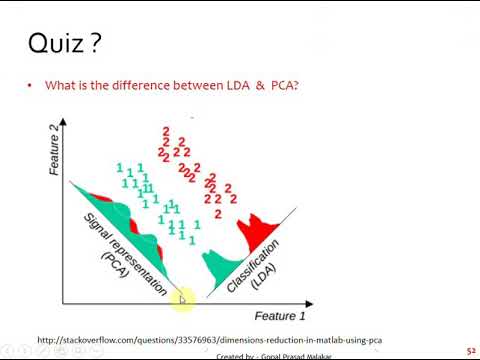 Quiz ?
• What is the difference between LDA & PCA?
Feature 2
2
2
2 2
2 2 2
2
1 1 1 2 2
1 2 2 2
1 1 1 2 2
1 1 2 2
1 1 2 2 2
1 1 1 2
1 1 1
1 1 1
1 1
Signal representation
(PCA)
Classification
(LDA)
Feature 1
http://stackoverflow.com/questions/33576963/dimensions-reduction-in-matlab-using-pca
Created by - Gopal Prasad Malakar
52